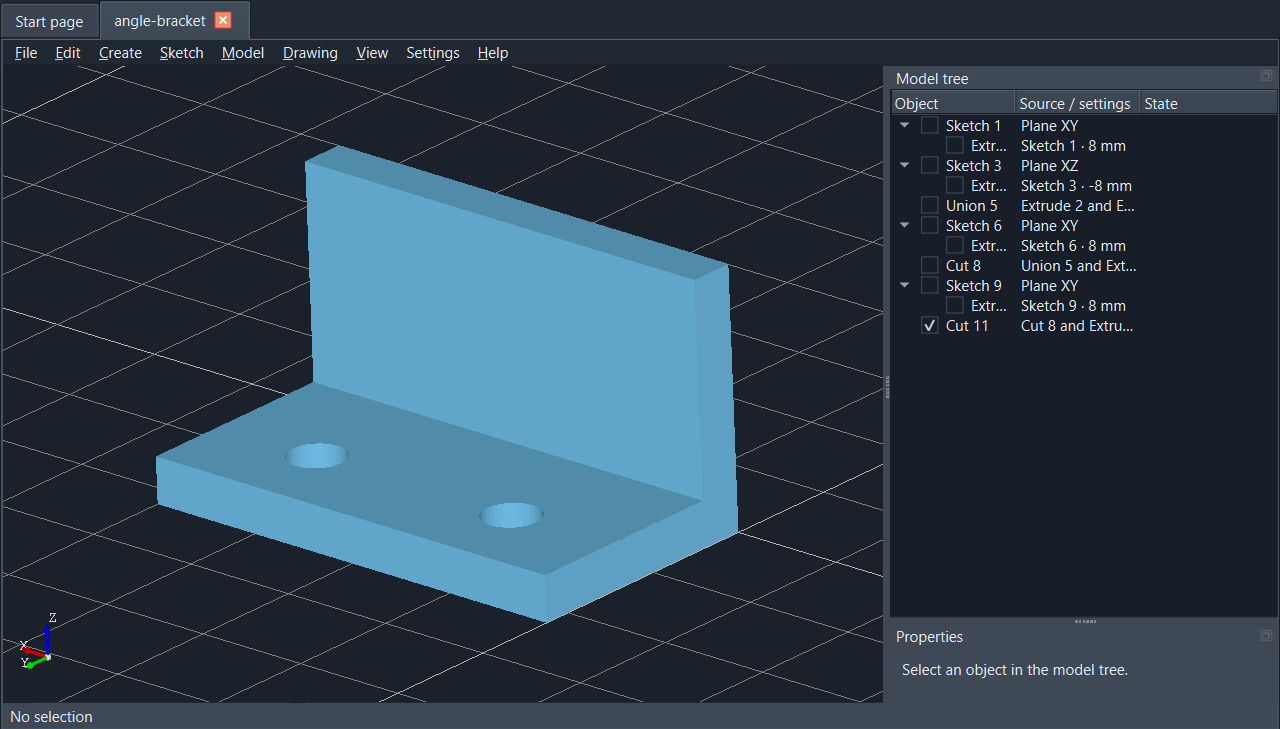 Start page
angle-bracket
File Edit Create Sketch Model Drawing View Settings Help
Model tree
Object Source / settings State
Sketch 1 Plane XY
Extr... Sketch 1 · 8 mm
Sketch 3 Plane XZ
Extr... Sketch 3 · -8 mm
Union 5 Extrude 2 and E...
Sketch 6 Plane XY
Extr... Sketch 6 · 8 mm
Cut 8 Union 5 and Ext...
Sketch 9 Plane XY
Extr... Sketch 9 · 8 mm
Cut 11 Cut 8 and Extru...
Z
X
Y
Properties
Select an object in the model tree.
No selection